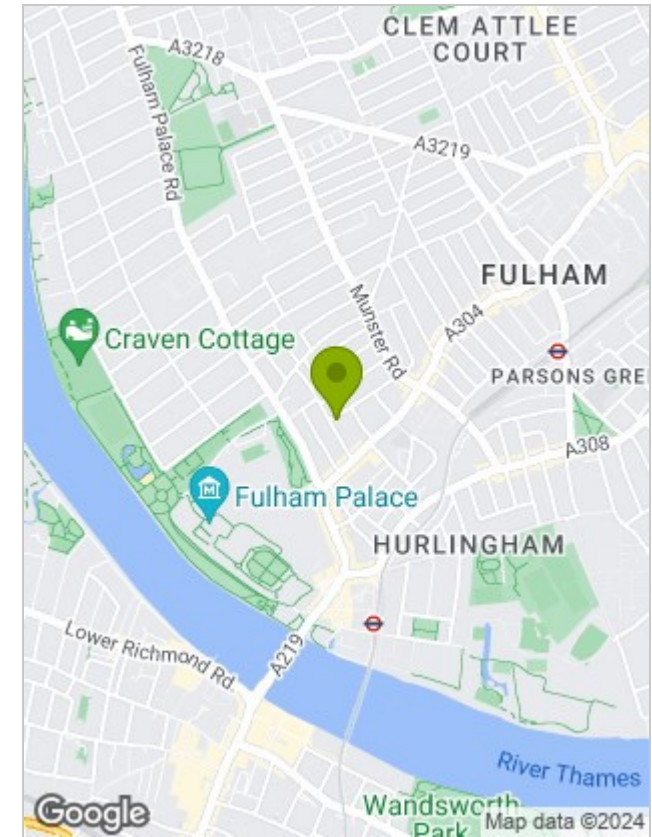 CLEM ATTLEE
COURT
A3218
Fulham Palace Rd
A3219
FULHAM
Munster Rd
A304
Craven Cottage
PARSONS GRE
A308
Fulham Palace
HURLINGHAM
Lower Richmond Rd.
A219
River Thames
Wandsworth
Park
Google
Map data ©2024